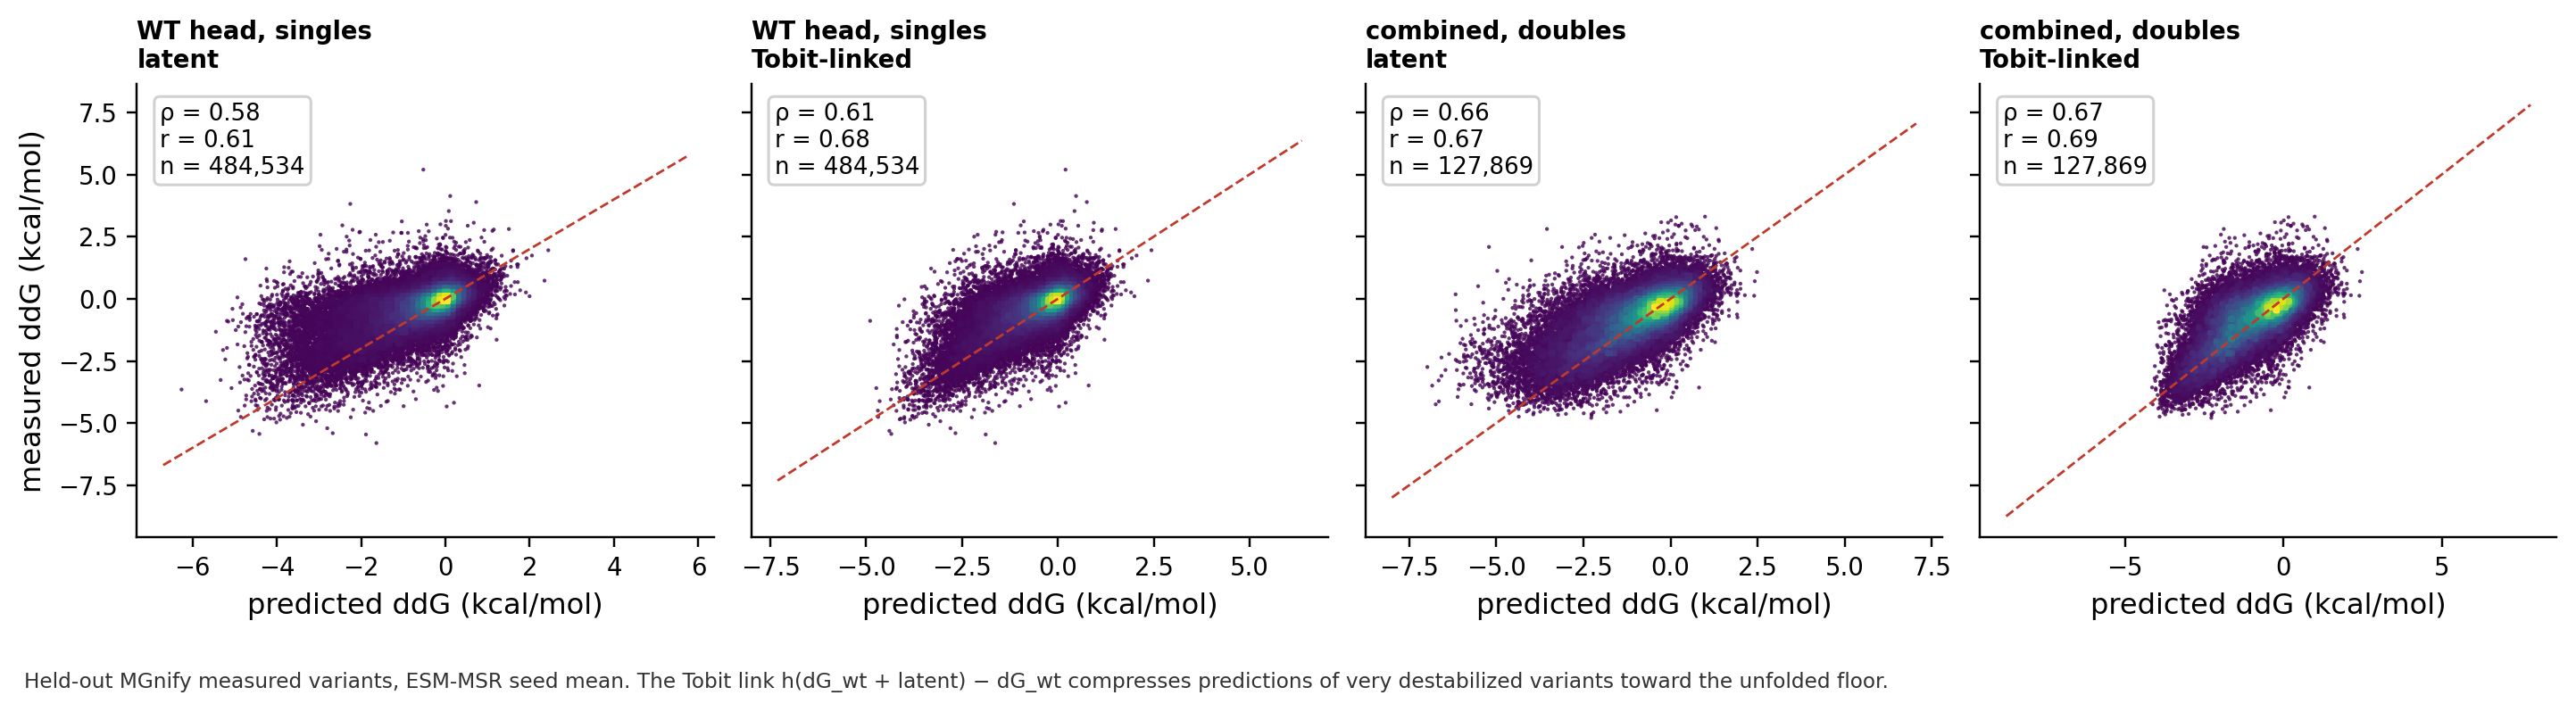 WT head, singles
latent
WT head, singles
Tobit-linked
combined, doubles
latent
combined, doubles
Tobit-linked
ρ = 0.58
r = 0.61
n = 484,534
ρ = 0.61
r = 0.68
n = 484,534
ρ = 0.66
r = 0.67
n = 127,869
ρ = 0.67
r = 0.69
n = 127,869
measured ddG (kcal/mol)
7.5
5.0
2.5
0.0
−2.5
−5.0
−7.5
−6 −4 −2 0 2 4 6
−7.5 −5.0 −2.5 0.0 2.5 5.0
−7.5 −5.0 −2.5 0.0 2.5 5.0 7.5
−5 0 5
predicted ddG (kcal/mol)
predicted ddG (kcal/mol)
predicted ddG (kcal/mol)
predicted ddG (kcal/mol)
Held-out MGnify measured variants, ESM-MSR seed mean. The Tobit link h(dG_wt + latent) − dG_wt compresses predictions of very destabilized variants toward the unfolded floor.